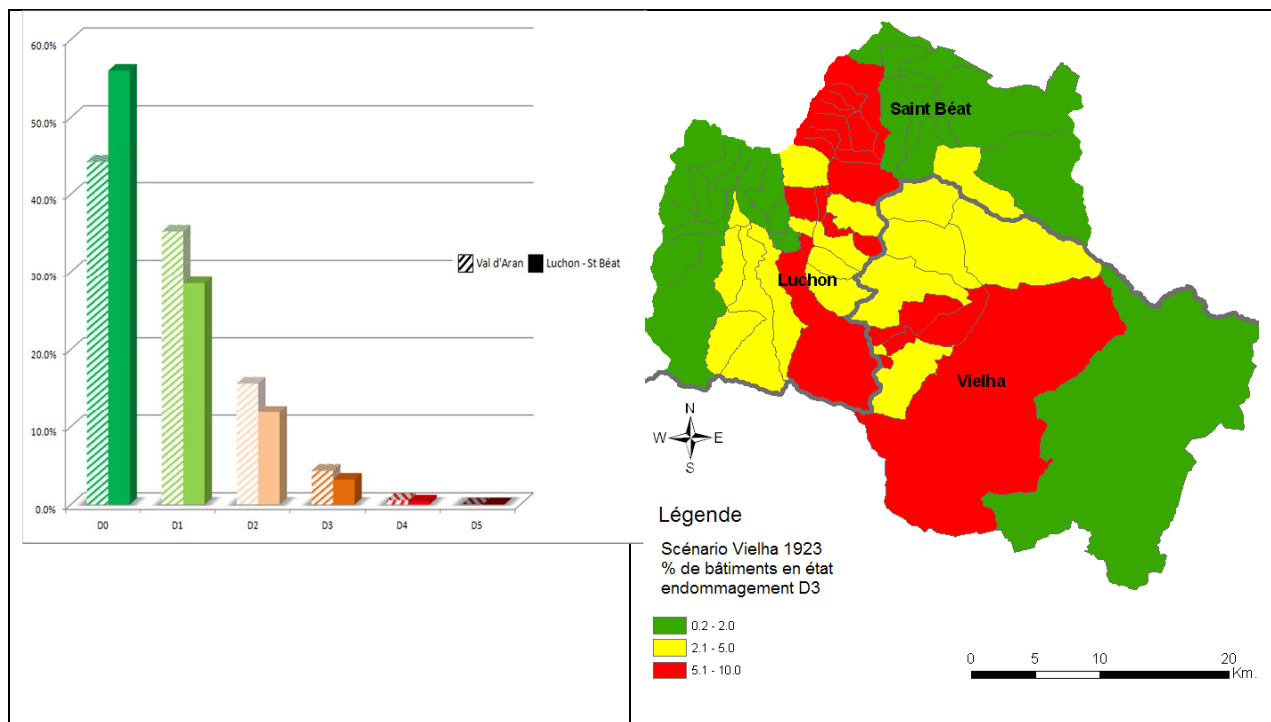 60.0%
50.0%
40.0%
30.0%
20.0%
10.0%
0.0%
D0 D1 D2 D3 D4 D5
Val d'Aran Luchon - St Béat
Saint Béat
Luchon
Vielha
N
W E
S
Légende
Scénario Vielha 1923
% de bâtiments en état
endommagement D3
0.2 - 2.0
2.1 - 5.0
5.1 - 10.0
0 5 10 20
Km.